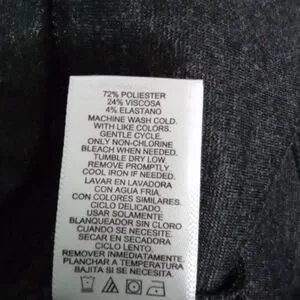 72% POLIESTER
24% VISCOSA
4% ELASTANO
MACHINE WASH COLD.
WITH LIKE COLORS.
GENTLE CYCLE.
ONLY NON-CHLORINE
BLEACH WHEN NEEDED.
TUMBLE DRY LOW.
REMOVE PROMPTLY.
COOL IRON IF NEEDED.
LAVAR EN LAVADORA
CON AGUA FRIA.
CON COLORES SIMILARES.
CICLO DELICADO.
USAR SOLAMENTE
BLANQUEADOR SIN CLORO
CUANDO SE NECESITE.
SECAR EN SECADORA
CICLO LENTO.
REMOVER INMEDIATAMENTE.
PLANCHAR A TEMPERATURA
BAJITA SI SE NECESITA.